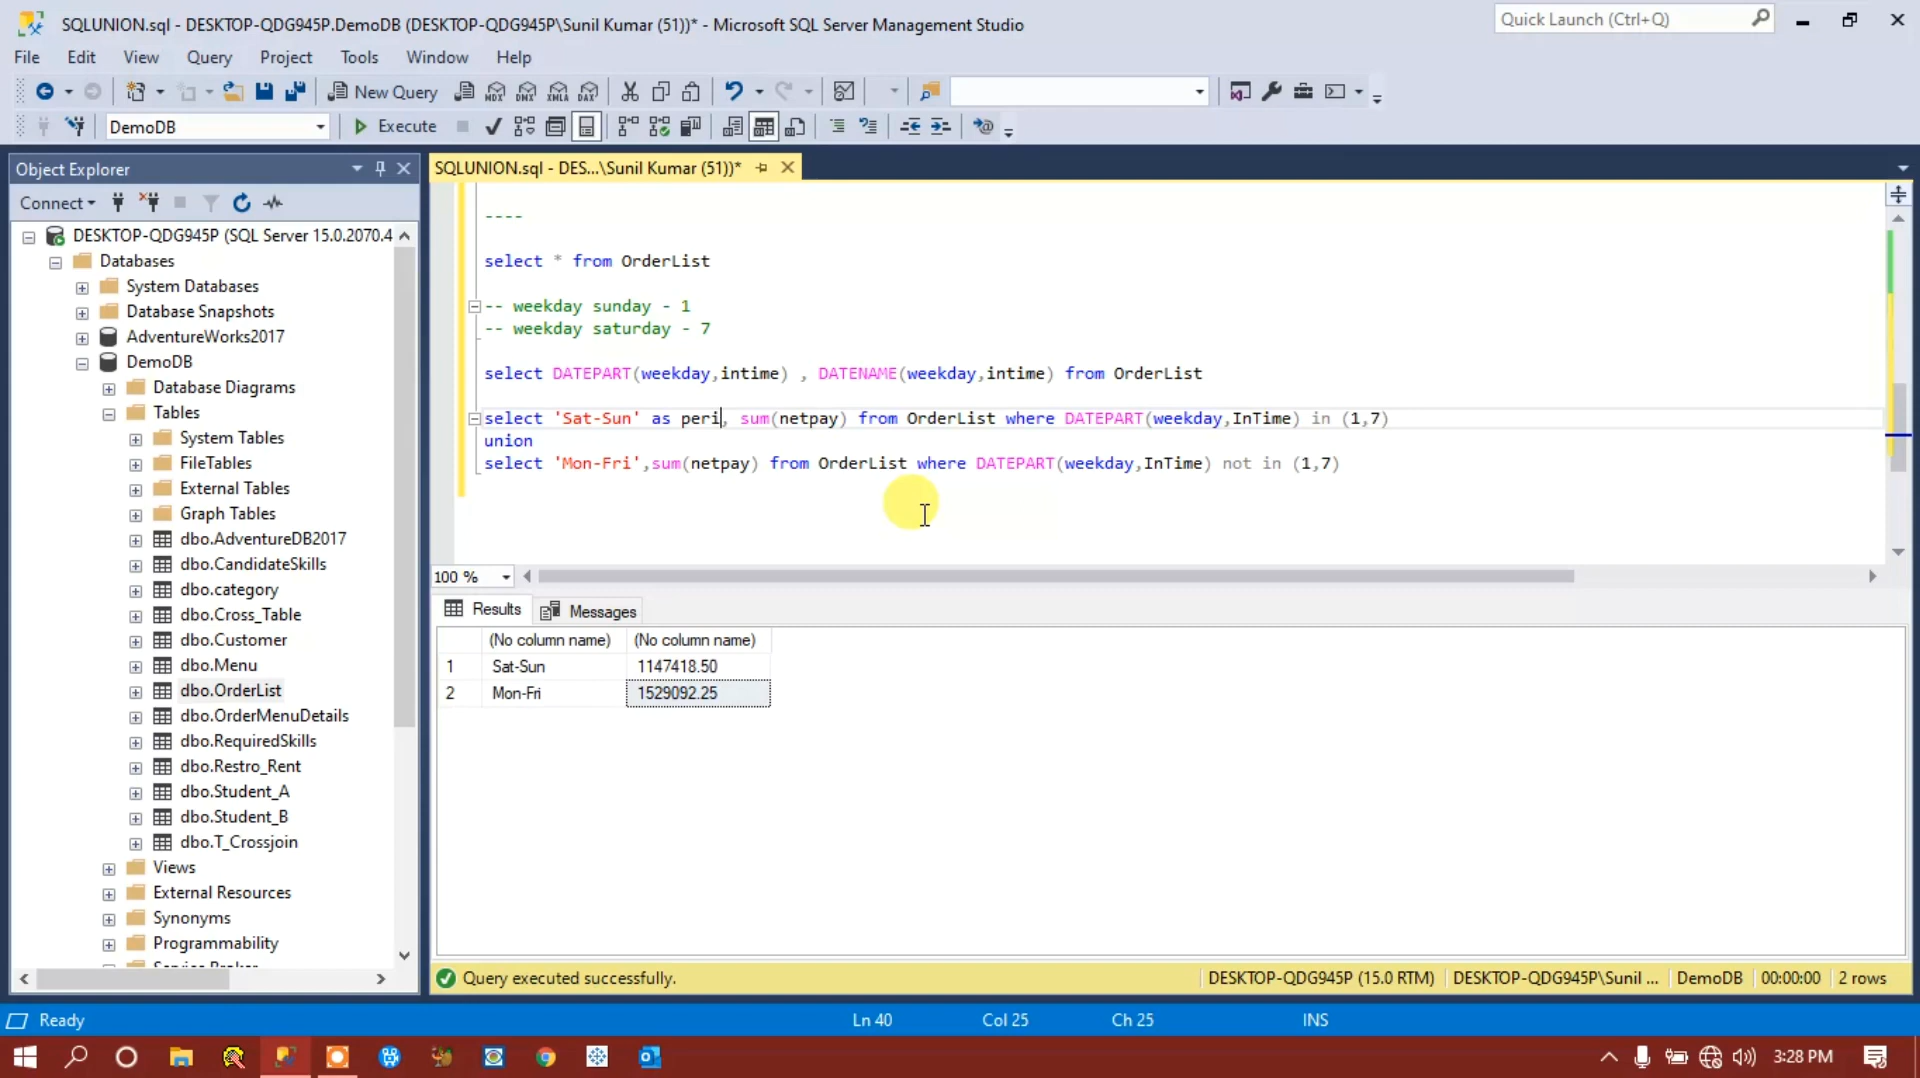 SQLUNION.sql - DESKTOP-QDG945P.DemoDB (DESKTOP-QDG945P\Sunil Kumar (51))* - Microsoft SQL Server Management Studio
Quick Launch (Ctrl+Q)
File Edit View Query Project Tools Window Help
New Query MDX DMX XMLA DAX
DemoDB Execute
Object Explorer
SQLUNION.sql - DES...\Sunil Kumar (51))*
Connect
DESKTOP-QDG945P (SQL Server 15.0.2070.4
Databases
System Databases
Database Snapshots
AdventureWorks2017
DemoDB
Database Diagrams
Tables
System Tables
FileTables
External Tables
Graph Tables
dbo.AdventureDB2017
dbo.CandidateSkills
dbo.category
dbo.Cross_Table
dbo.Customer
dbo.Menu
dbo.OrderList
dbo.OrderMenuDetails
dbo.RequiredSkills
dbo.Restro_Rent
dbo.Student_A
dbo.Student_B
dbo.T_Crossjoin
Views
External Resources
Synonyms
Programmability
----
select * from OrderList
-- weekday sunday - 1
-- weekday saturday - 7
select DATEPART(weekday,intime) , DATENAME(weekday,intime) from OrderList
select 'Sat-Sun' as peri, sum(netpay) from OrderList where DATEPART(weekday,InTime) in (1,7)
union
select 'Mon-Fri',sum(netpay) from OrderList where DATEPART(weekday,InTime) not in (1,7)
100 %
Results Messages
(No column name) (No column name)
1 Sat-Sun 1147418.50
2 Mon-Fri 1529092.25
Query executed successfully. DESKTOP-QDG945P (15.0 RTM) DESKTOP-QDG945P\Sunil ... DemoDB 00:00:00 2 rows
Ready Ln 40 Col 25 Ch 25 INS
3:28 PM